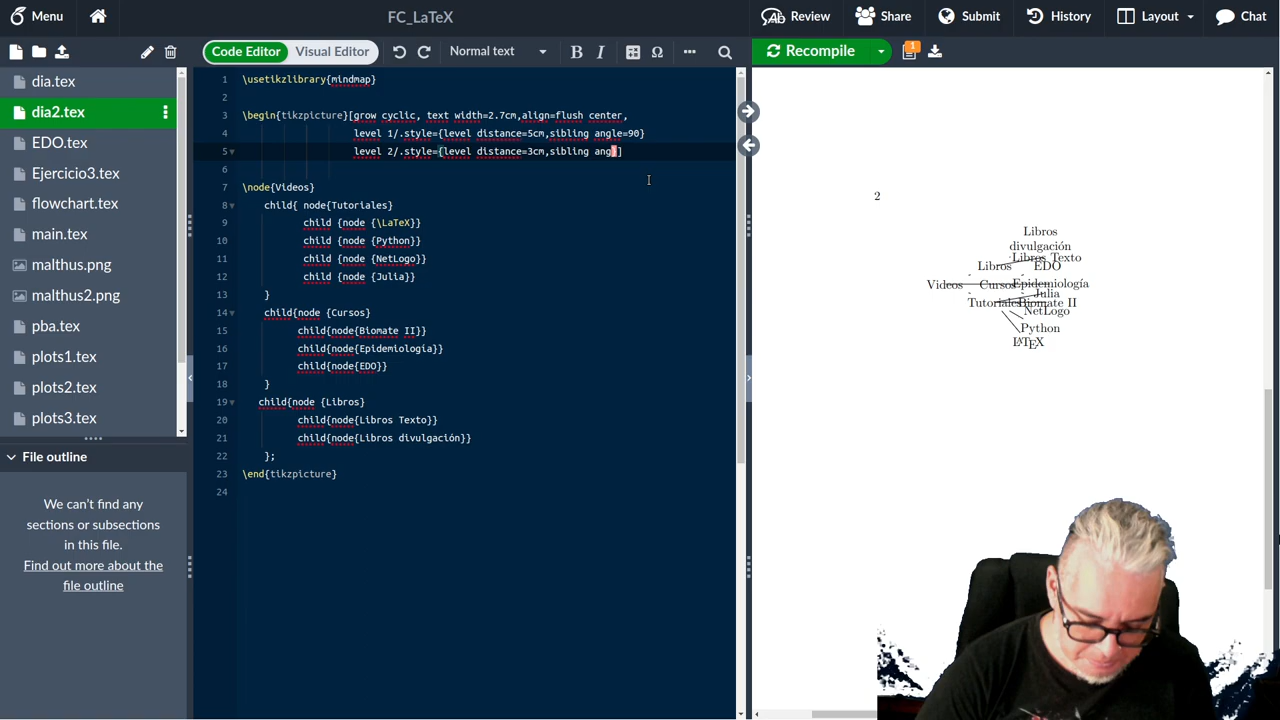 Menu
FC_LaTeX
Review
Share
Submit
History
Layout
Chat
Code Editor
Visual Editor
Normal text
B
I
Ω
Recompile
1
dia.tex
dia2.tex
EDO.tex
Ejercicio3.tex
flowchart.tex
main.tex
malthus.png
malthus2.png
pba.tex
plots1.tex
plots2.tex
plots3.tex
File outline
We can't find any
sections or subsections
in this file.
Find out more about the
file outline
1 \usetikzlibrary{mindmap}
2
3 \begin{tikzpicture}[grow cyclic, text width=2.7cm,align=flush center,
4 level 1/.style={level distance=5cm,sibling angle=90}
5 level 2/.style={level distance=3cm,sibling ang}]
6
7 \node{Videos}
8 child{ node{Tutoriales}
9 child {node {\LaTeX}}
10 child {node {Python}}
11 child {node {NetLogo}}
12 child {node {Julia}}
13 }
14 child{node {Cursos}
15 child{node{Biomate II}}
16 child{node{Epidemiología}}
17 child{node{EDO}}
18 }
19 child{node {Libros}
20 child{node{Libros Texto}}
21 child{node{Libros divulgación}}
22 };
23 \end{tikzpicture}
24
2
Libros
divulgación
Libros Texto
Libros
EDO
Videos
Cursos
Epidemiología
Julia
Tutoriales
Biomate II
NetLogo
Python
LATEX